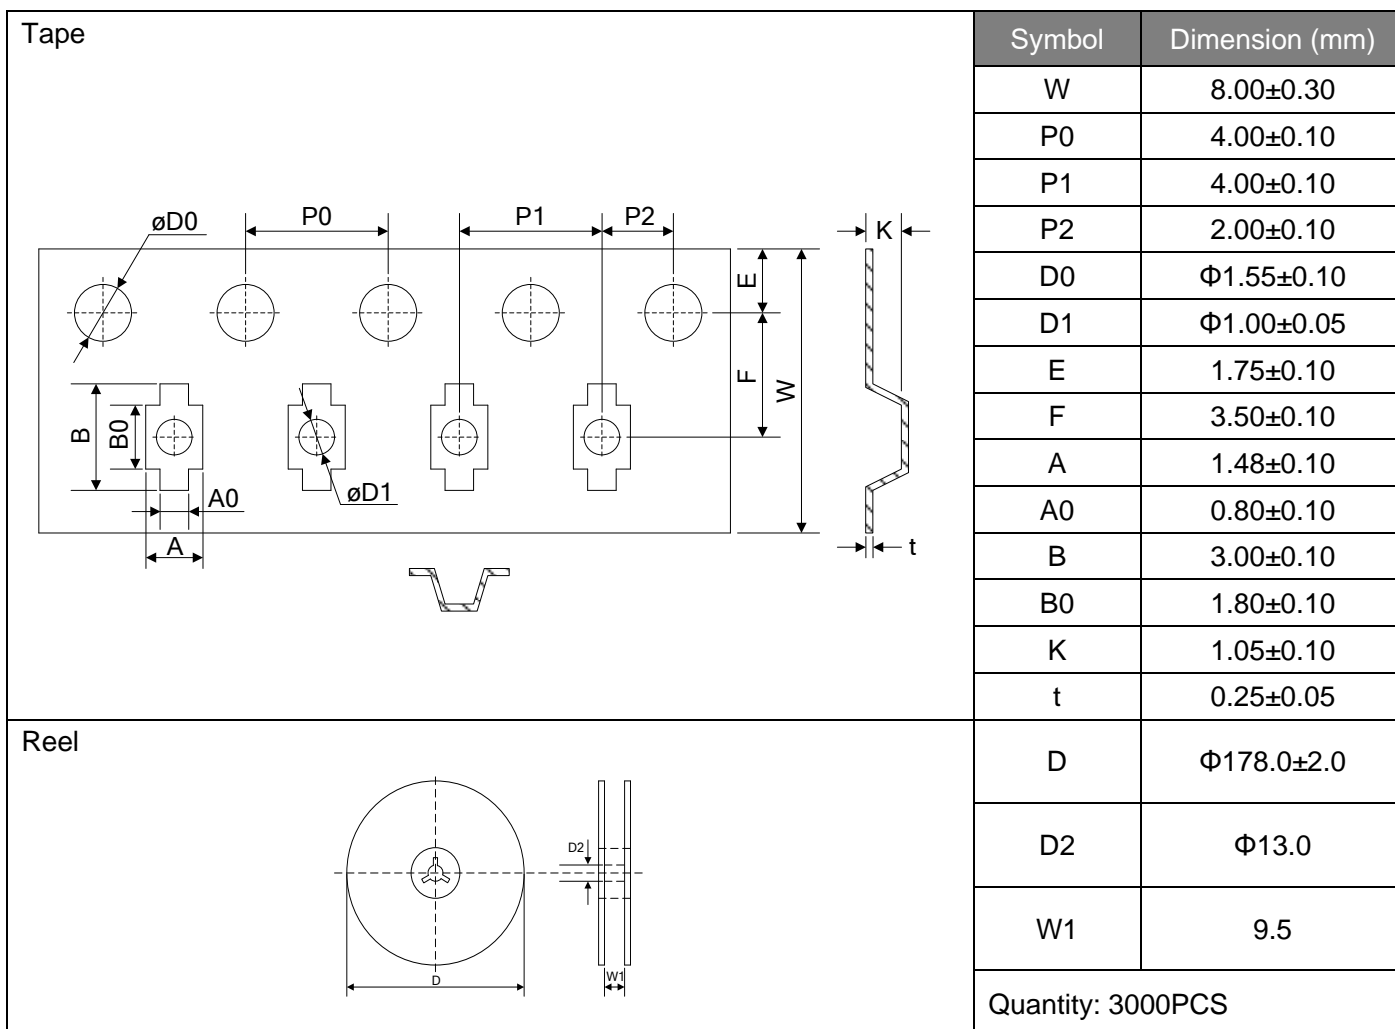 Tape
øD0
P0
P1
P2
K
E
F
W
B
B0
A0
A
øD1
t
Symbol Dimension (mm)
W 8.00±0.30
P0 4.00±0.10
P1 4.00±0.10
P2 2.00±0.10
D0 Φ1.55±0.10
D1 Φ1.00±0.05
E 1.75±0.10
F 3.50±0.10
A 1.48±0.10
A0 0.80±0.10
B 3.00±0.10
B0 1.80±0.10
K 1.05±0.10
t 0.25±0.05
Reel
D2
D
W1
D Φ178.0±2.0
D2 Φ13.0
W1 9.5
Quantity: 3000PCS